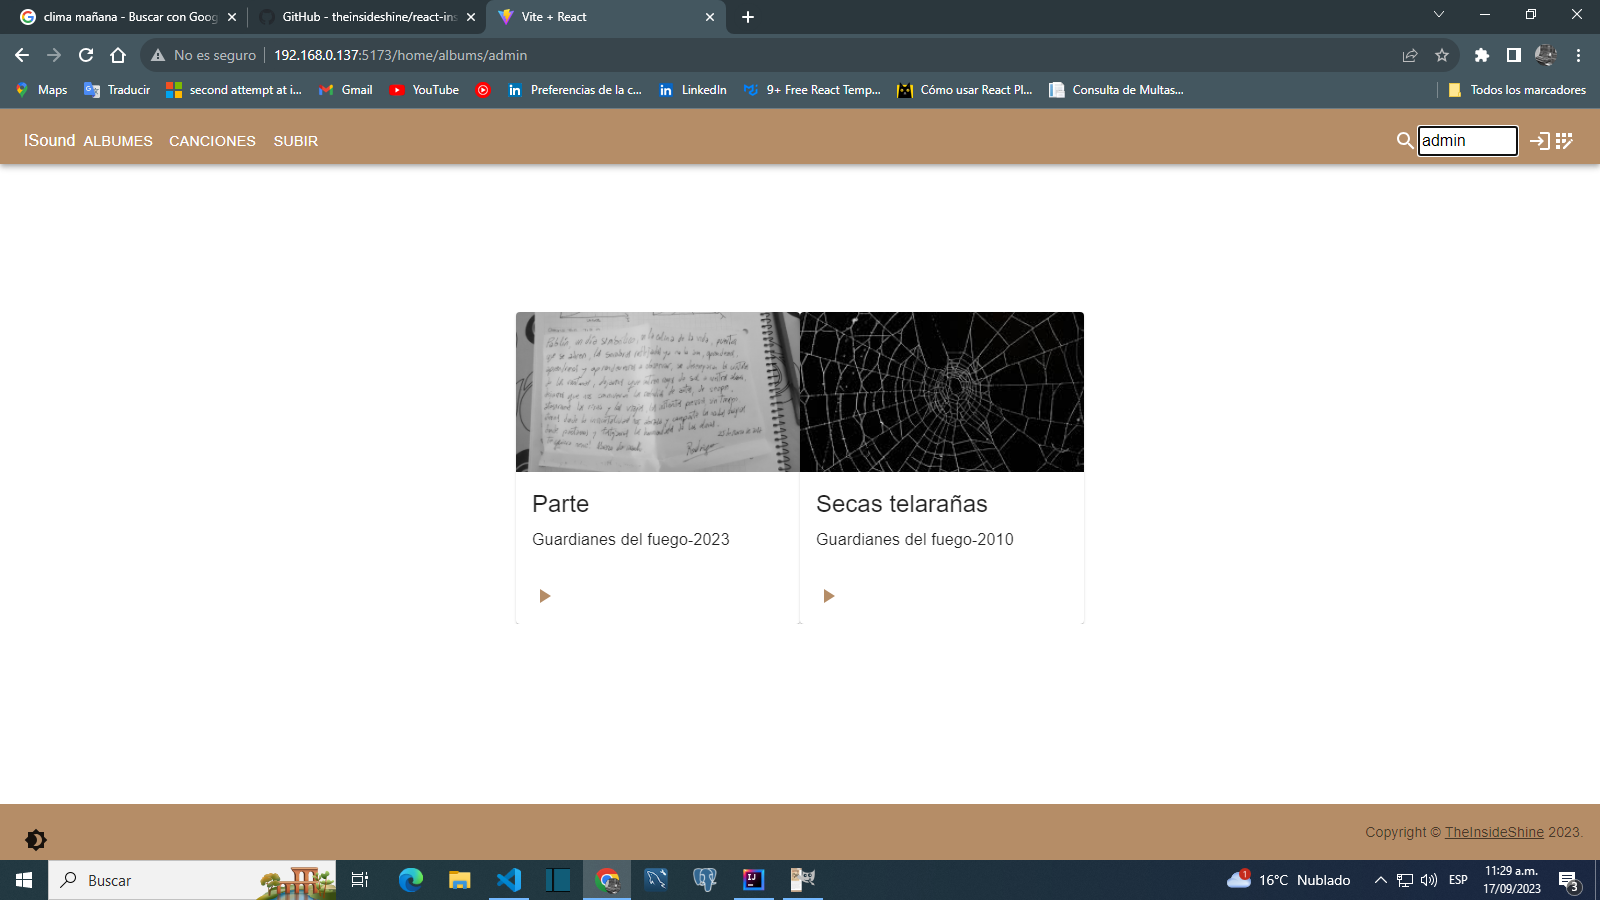 clima mañana - Buscar con Goog
GitHub - theinsideshine/react-ins
Vite + React
No es seguro
192.168.0.137:5173/home/albums/admin
Maps
Traducir
second attempt at i...
Gmail
YouTube
Preferencias de la c...
LinkedIn
9+ Free React Temp...
Cómo usar React Pl...
Consulta de Multas...
Todos los marcadores
ISound ALBUMES CANCIONES SUBIR
admin
Parte
Guardianes del fuego-2023
Secas telarañas
Guardianes del fuego-2010
Copyright © TheInsideShine 2023.
Buscar
1
16°C Nublado
ESP
11:29 a.m.
17/09/2023
3